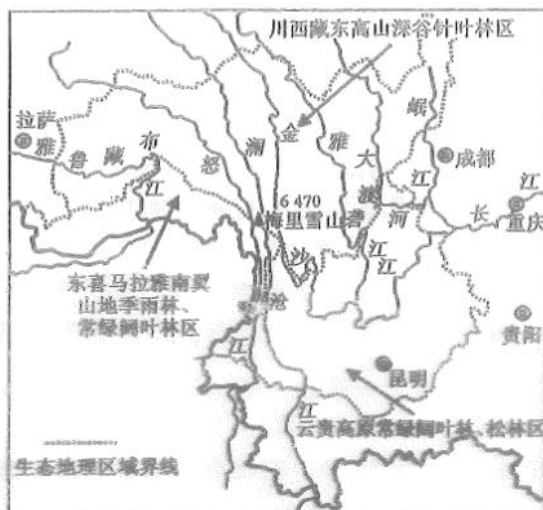 川西藏东高山深谷针叶林区
拉萨
雅
鲁
藏
布
江
怒
澜
金
雅
大
岷
成都
江
渡
河
长
江
重庆
6 470
梅里雪山
砻
沙
江
江
沧
江
江
东喜马拉雅南翼
山地季雨林、
常绿阔叶林区
贵阳
昆明
云贵高原常绿阔叶林、松林区
生态地理区域界线